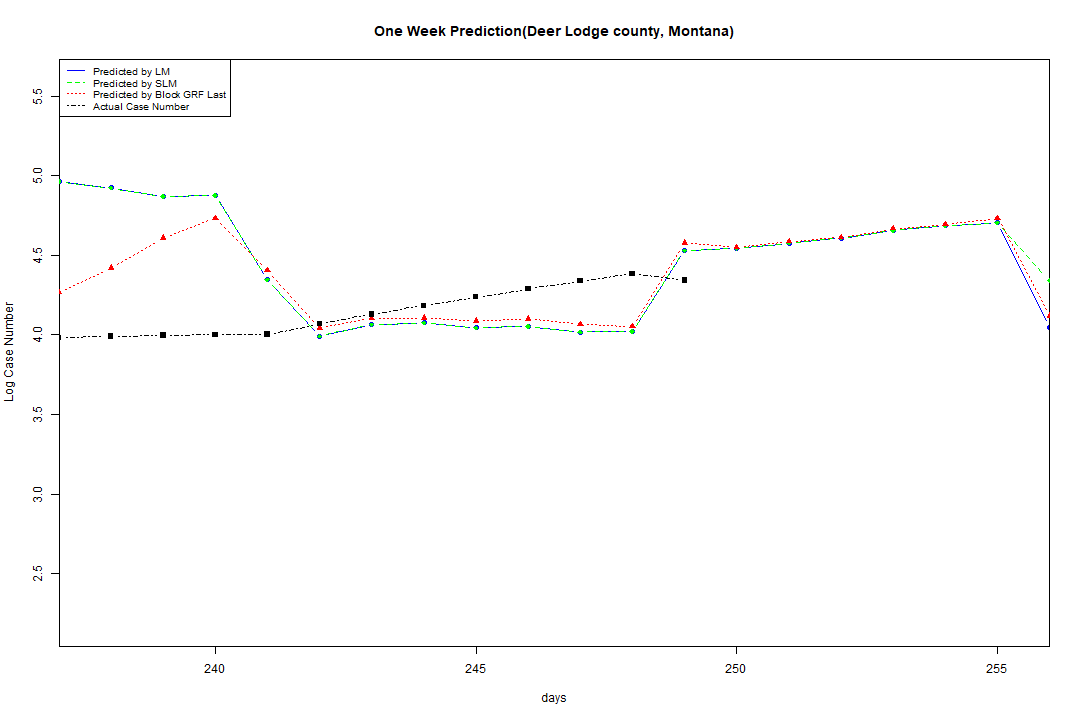 One Week Prediction(Deer Lodge county, Montana)
Predicted by LM
Predicted by SLM
Predicted by Block GRF Last
Actual Case Number
5.5
5.0
4.5
4.0
3.5
3.0
2.5
Log Case Number
240 245 250 255
days